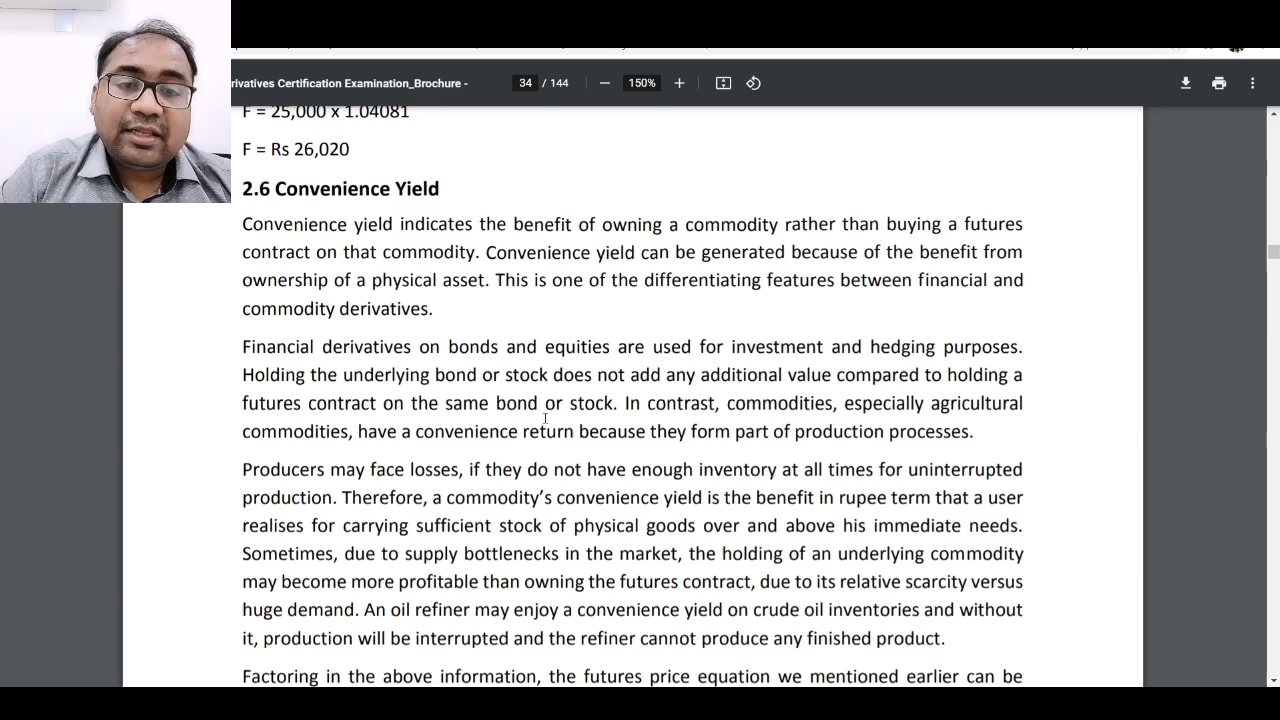 rivatives Certification Examination_Brochure -
34 / 144
150%
F = 25,000 x 1.04081
F = Rs 26,020
2.6 Convenience Yield
Convenience yield indicates the benefit of owning a commodity rather than buying a futures
contract on that commodity. Convenience yield can be generated because of the benefit from
ownership of a physical asset. This is one of the differentiating features between financial and
commodity derivatives.
Financial derivatives on bonds and equities are used for investment and hedging purposes.
Holding the underlying bond or stock does not add any additional value compared to holding a
futures contract on the same bond or stock. In contrast, commodities, especially agricultural
commodities, have a convenience return because they form part of production processes.
Producers may face losses, if they do not have enough inventory at all times for uninterrupted
production. Therefore, a commodity’s convenience yield is the benefit in rupee term that a user
realises for carrying sufficient stock of physical goods over and above his immediate needs.
Sometimes, due to supply bottlenecks in the market, the holding of an underlying commodity
may become more profitable than owning the futures contract, due to its relative scarcity versus
huge demand. An oil refiner may enjoy a convenience yield on crude oil inventories and without
it, production will be interrupted and the refiner cannot produce any finished product.
Factoring in the above information, the futures price equation we mentioned earlier can be